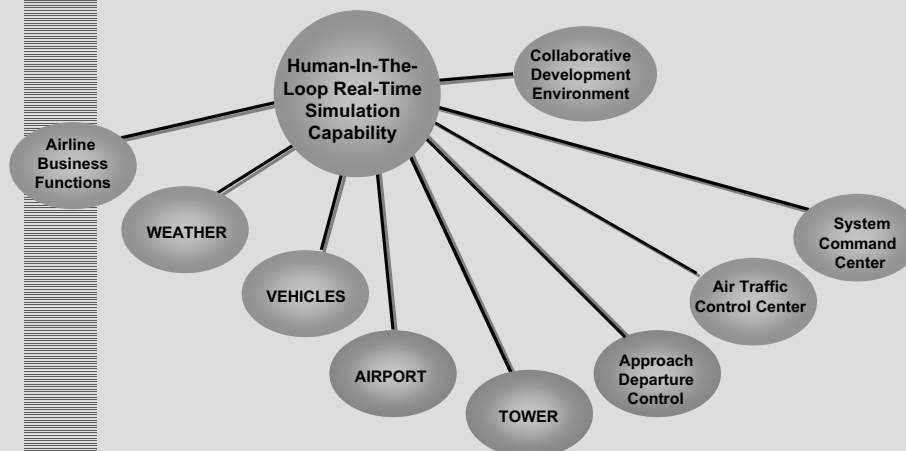 Human-In-The-
Loop Real-Time
Simulation
Capability
Collaborative
Development
Environment
Airline
Business
Functions
WEATHER
VEHICLES
AIRPORT
TOWER
Approach
Departure
Control
Air Traffic
Control Center
System
Command
Center